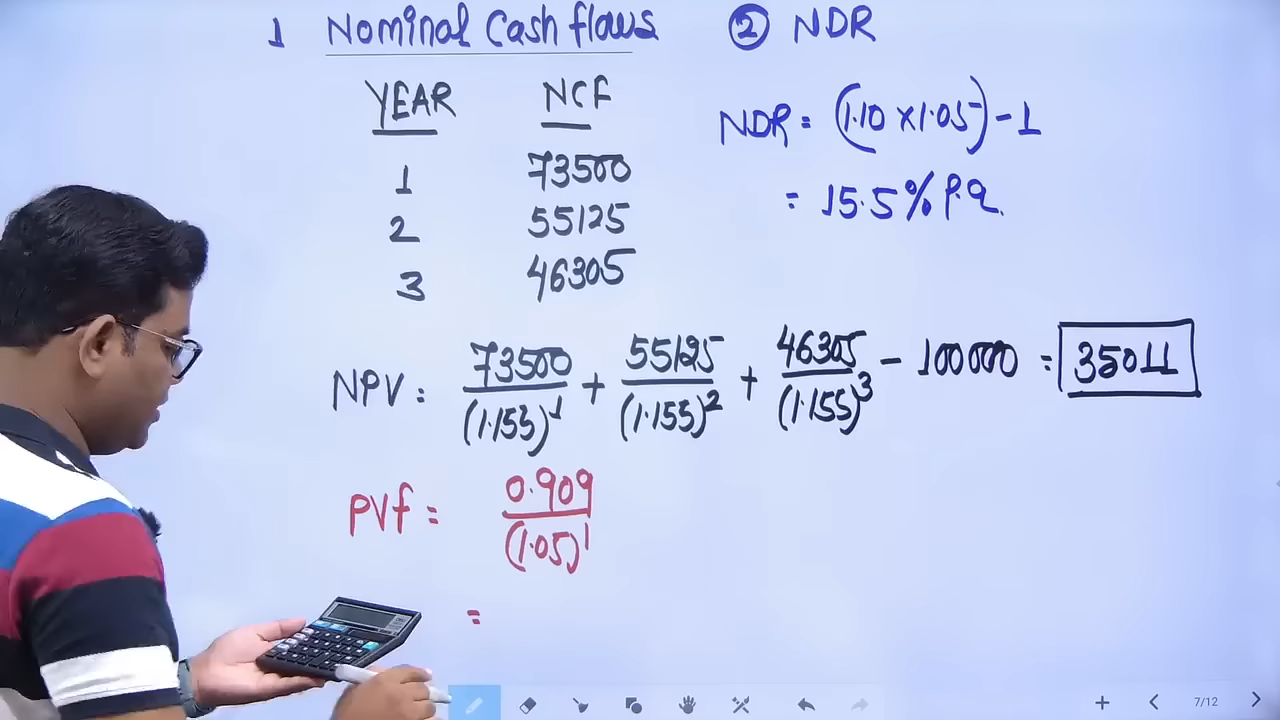 1 Nominal Cash flows
② NDR
YEAR NCF
1 73500
2 55125
3 46305
NDR = (1.10 x 1.05) - 1
= 15.5% P.a.
NPV = 73500/(1.155)^1 + 55125/(1.155)^2 + 46305/(1.155)^3 - 100000 = 35011
PVf = 0.909/(1.05)^1
=
7/12